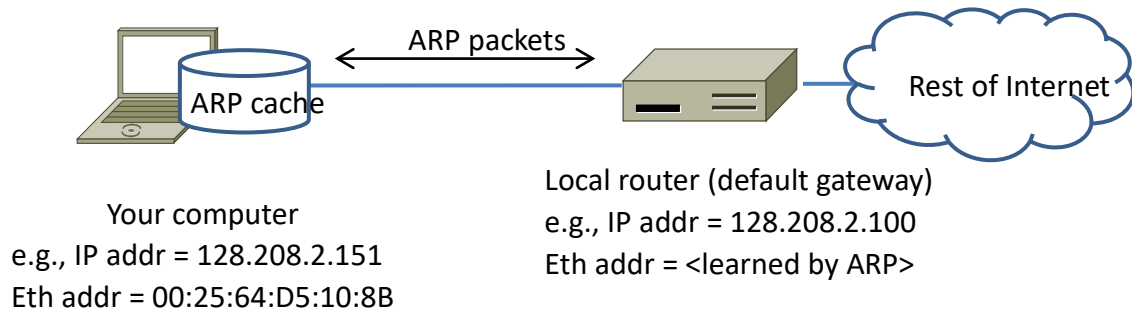 ARP packets
ARP cache
Rest of Internet
Your computer
e.g., IP addr = 128.208.2.151
Eth addr = 00:25:64:D5:10:8B
Local router (default gateway)
e.g., IP addr = 128.208.2.100
Eth addr = <learned by ARP>